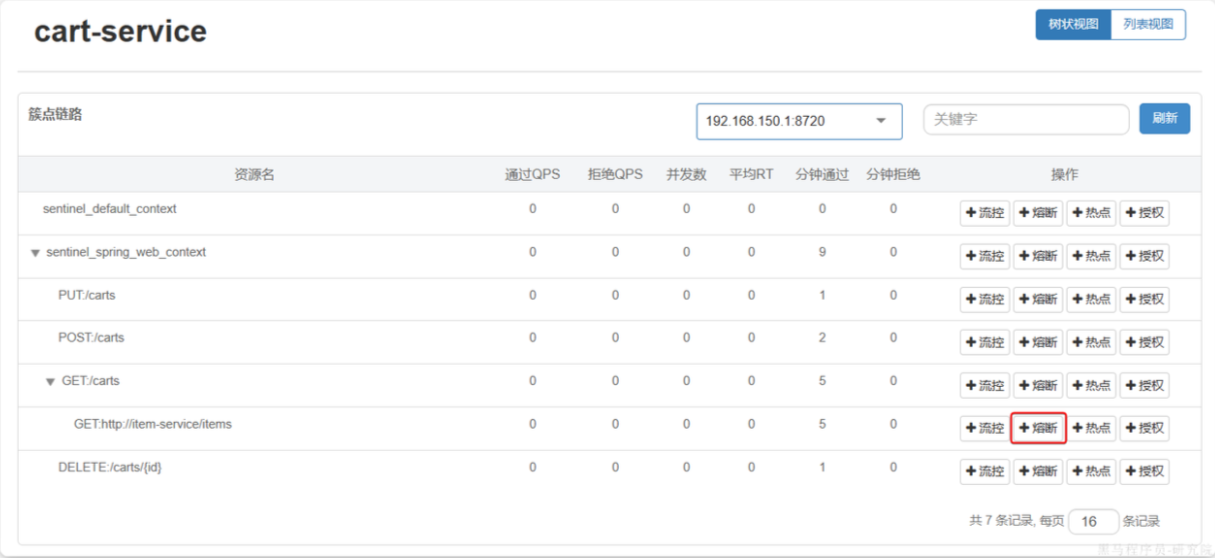 cart-service
树状视图 列表视图
簇点链路 192.168.150.1:8720 关键字 刷新
资源名 通过QPS 拒绝QPS 并发数 平均RT 分钟通过 分钟拒绝 操作
sentinel_default_context 0 0 0 0 0 0 +流控 +熔断 +热点 +授权
sentinel_spring_web_context 0 0 0 0 9 0 +流控 +熔断 +热点 +授权
PUT:/carts 0 0 0 0 1 0 +流控 +熔断 +热点 +授权
POST:/carts 0 0 0 0 2 0 +流控 +熔断 +热点 +授权
GET:/carts 0 0 0 0 5 0 +流控 +熔断 +热点 +授权
GET:http://item-service/items 0 0 0 0 5 0 +流控 +熔断 +热点 +授权
DELETE:/carts/{id} 0 0 0 0 1 0 +流控 +熔断 +热点 +授权
共 7 条记录, 每页 16 条记录
黑马程序员-研究院